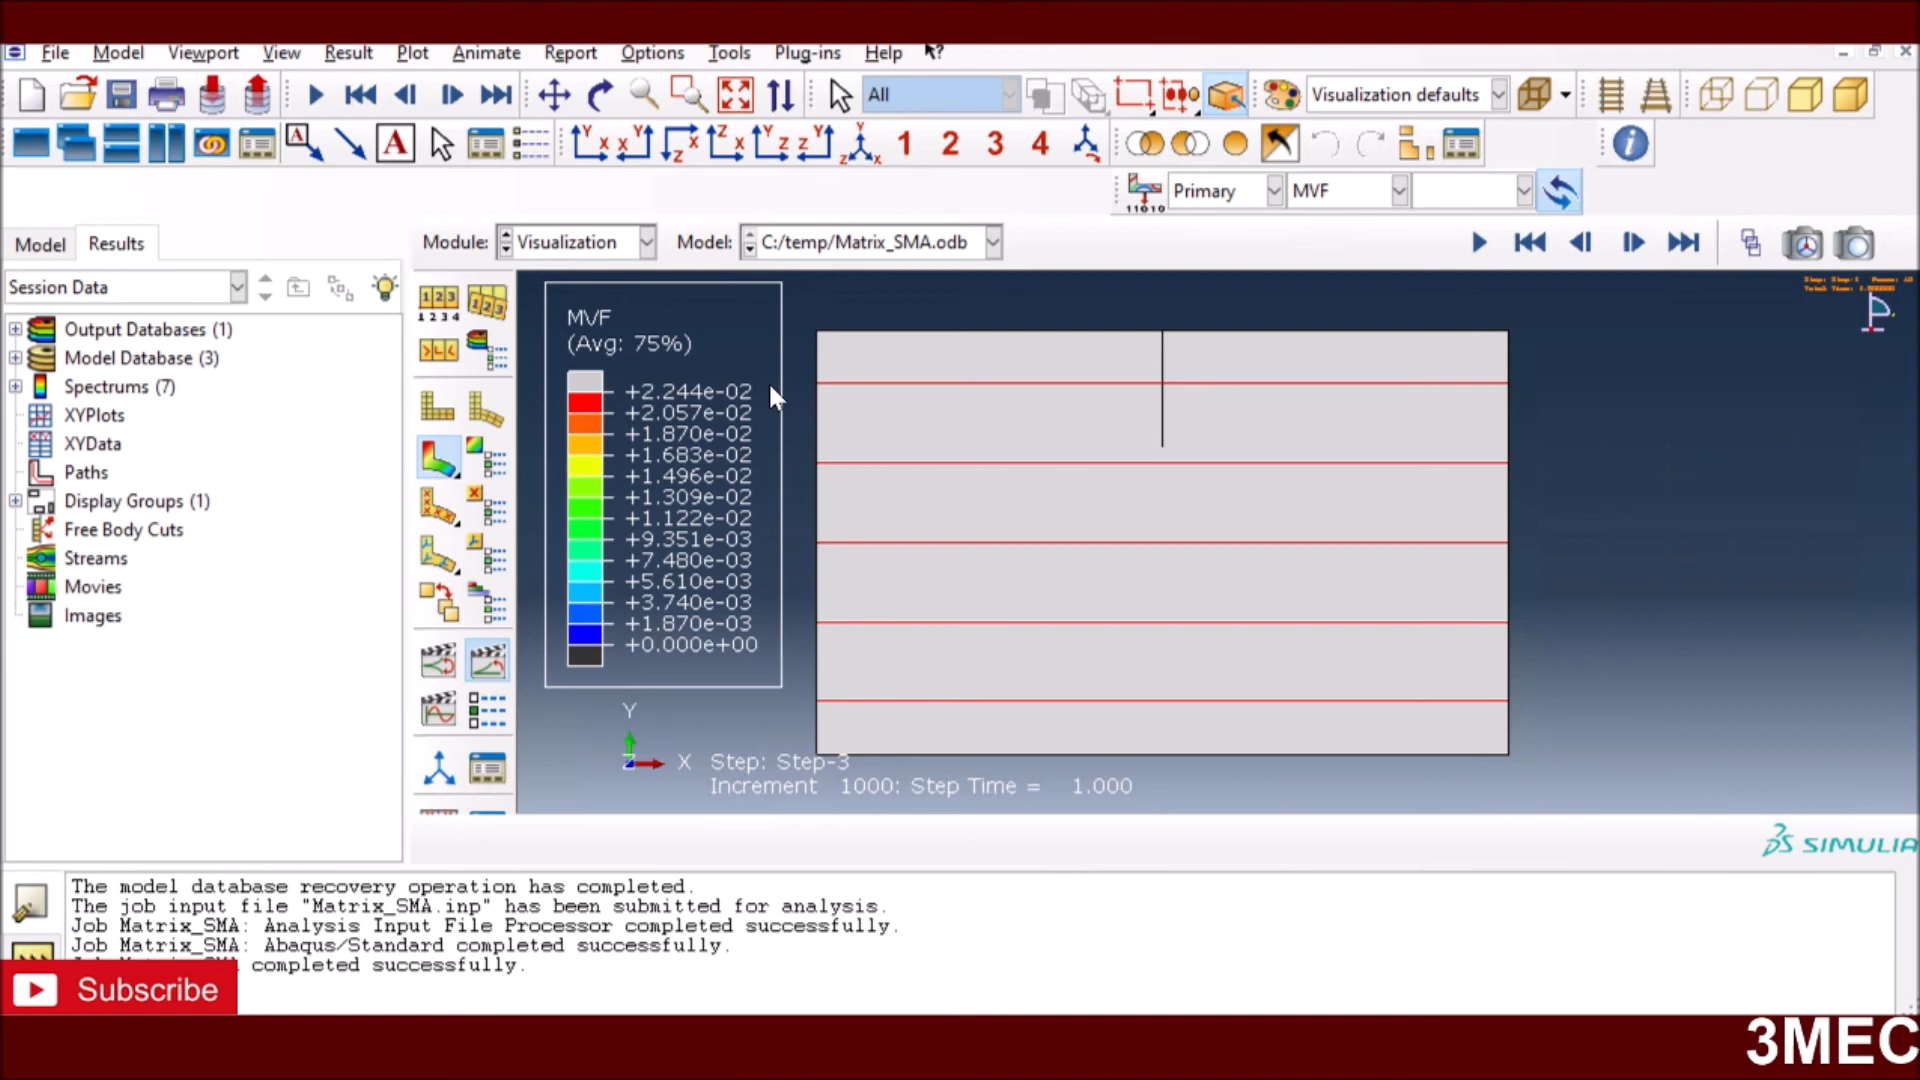 File Model Viewport View Result Plot Animate Report Options Tools Plug-ins Help
All Visualization defaults
1 2 3 4
Primary MVF
Model Results Module: Visualization Model: C:/temp/Matrix_SMA.odb
Session Data
Output Databases (1)
Model Database (3)
Spectrums (7)
XYPlots
XYData
Paths
Display Groups (1)
Free Body Cuts
Streams
Movies
Images
MVF
(Avg: 75%)
+2.244e-02
+2.057e-02
+1.870e-02
+1.683e-02
+1.496e-02
+1.309e-02
+1.122e-02
+9.351e-03
+7.480e-03
+5.610e-03
+3.740e-03
+1.870e-03
+0.000e+00
Y
Z X Step: Step-3
Increment 1000: Step Time = 1.000
SIMULIA
The model database recovery operation has completed.
The job input file "Matrix_SMA.inp" has been submitted for analysis.
Job Matrix_SMA: Analysis Input File Processor completed successfully.
Job Matrix_SMA: Abaqus/Standard completed successfully.
completed successfully.
Subscribe
3MEC